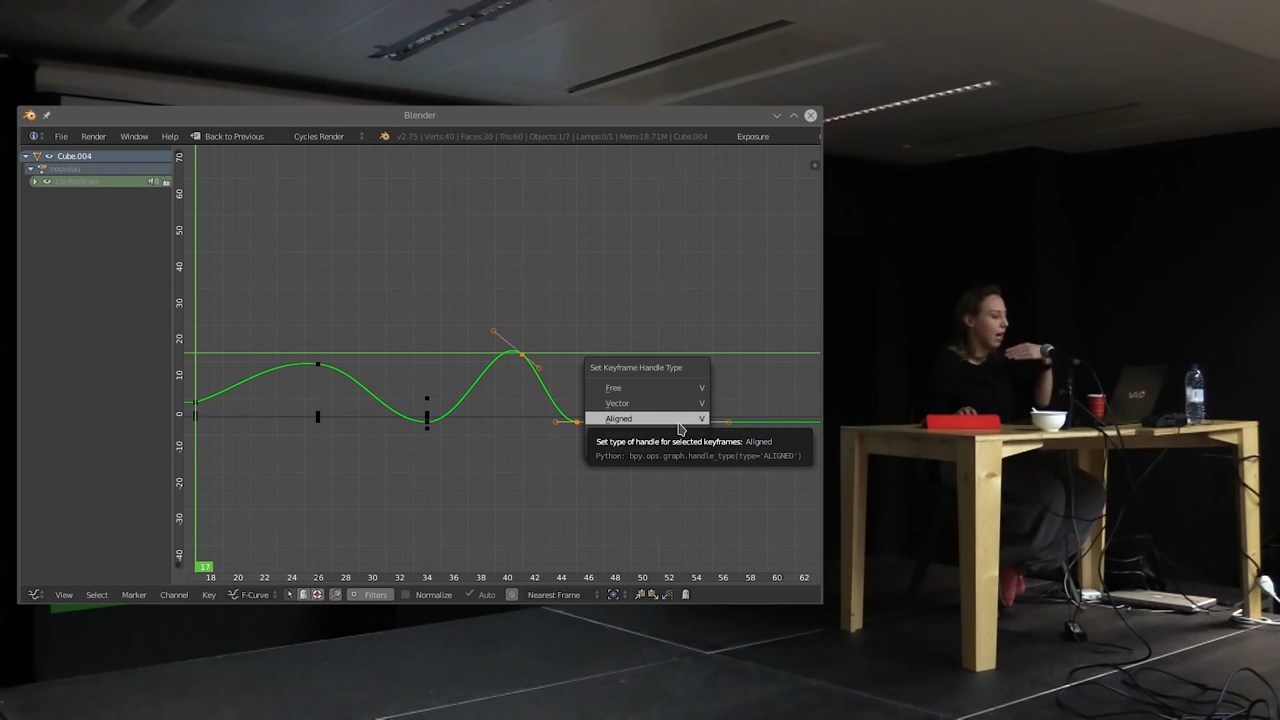 Blender
File Render Window Help Back to Previous Cycles Render v2.75 | Verts:40 | Faces:30 | Tris:60 | Objects:1/7 | Lamps:0/1 | Mem:18.71M | Cube.004 Exposure
Cube.004
nouveau
LocRotScale
70
60
50
40
30
20
10
0
-10
-20
-30
-40
Set Keyframe Handle Type
Free V
Vector V
Aligned V
Set type of handle for selected keyframes: Aligned
Python: bpy.ops.graph.handle_type(type='ALIGNED')
17
18 20 22 24 26 28 30 32 34 36 38 40 42 44 46 48 50 52 54 56 58 60 62
View Select Marker Channel Key F-Curve Filters Normalize Auto Nearest Frame
VAIO